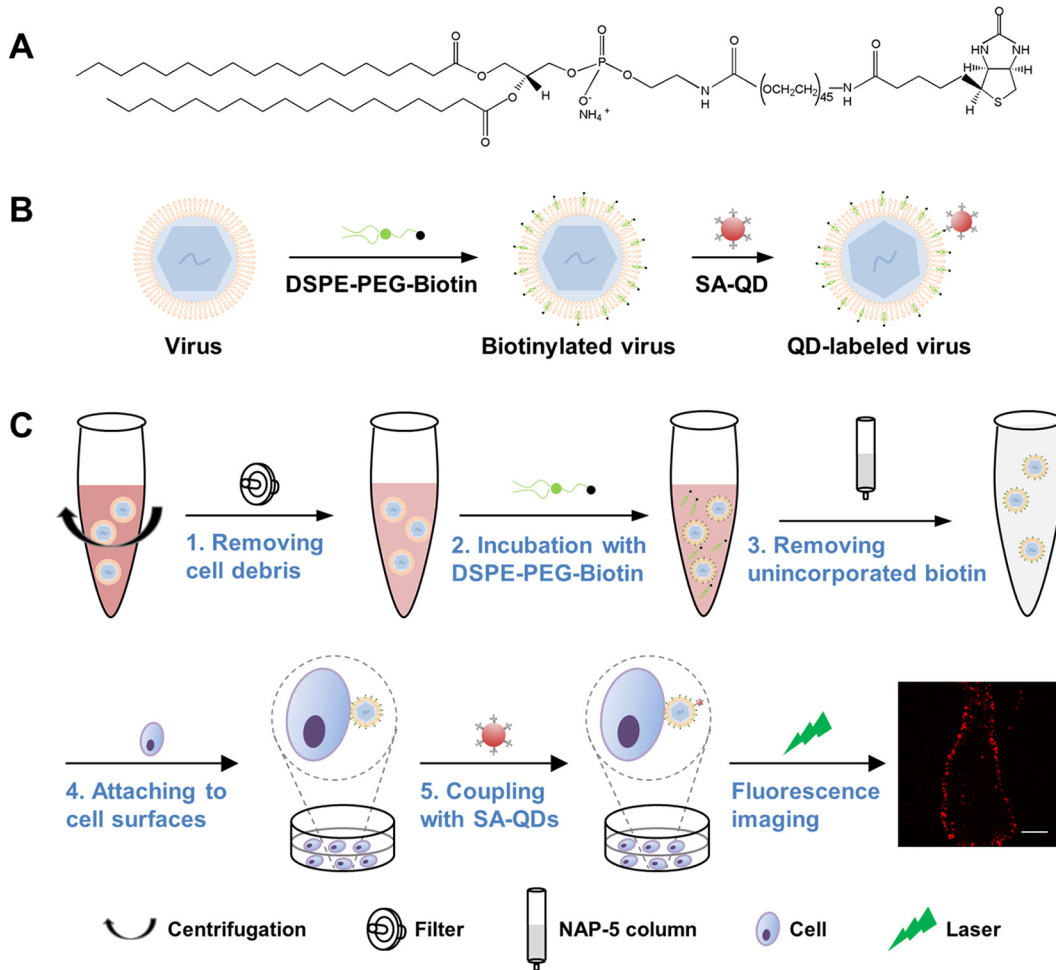 A
O
O
O
O
P
O
O
O
O
O⁻
NH₄⁺
N
H
O
(OCH₂CH₂)₄₅
N
H
O
O
HN
NH
H
H
H
S
H
B
DSPE-PEG-Biotin
SA-QD
Virus
Biotinylated virus
QD-labeled virus
C
1. Removing
cell debris
2. Incubation with
DSPE-PEG-Biotin
3. Removing
unincorporated biotin
4. Attaching to
cell surfaces
5. Coupling
with SA-QDs
Fluorescence
imaging
Centrifugation
Filter
NAP-5 column
Cell
Laser